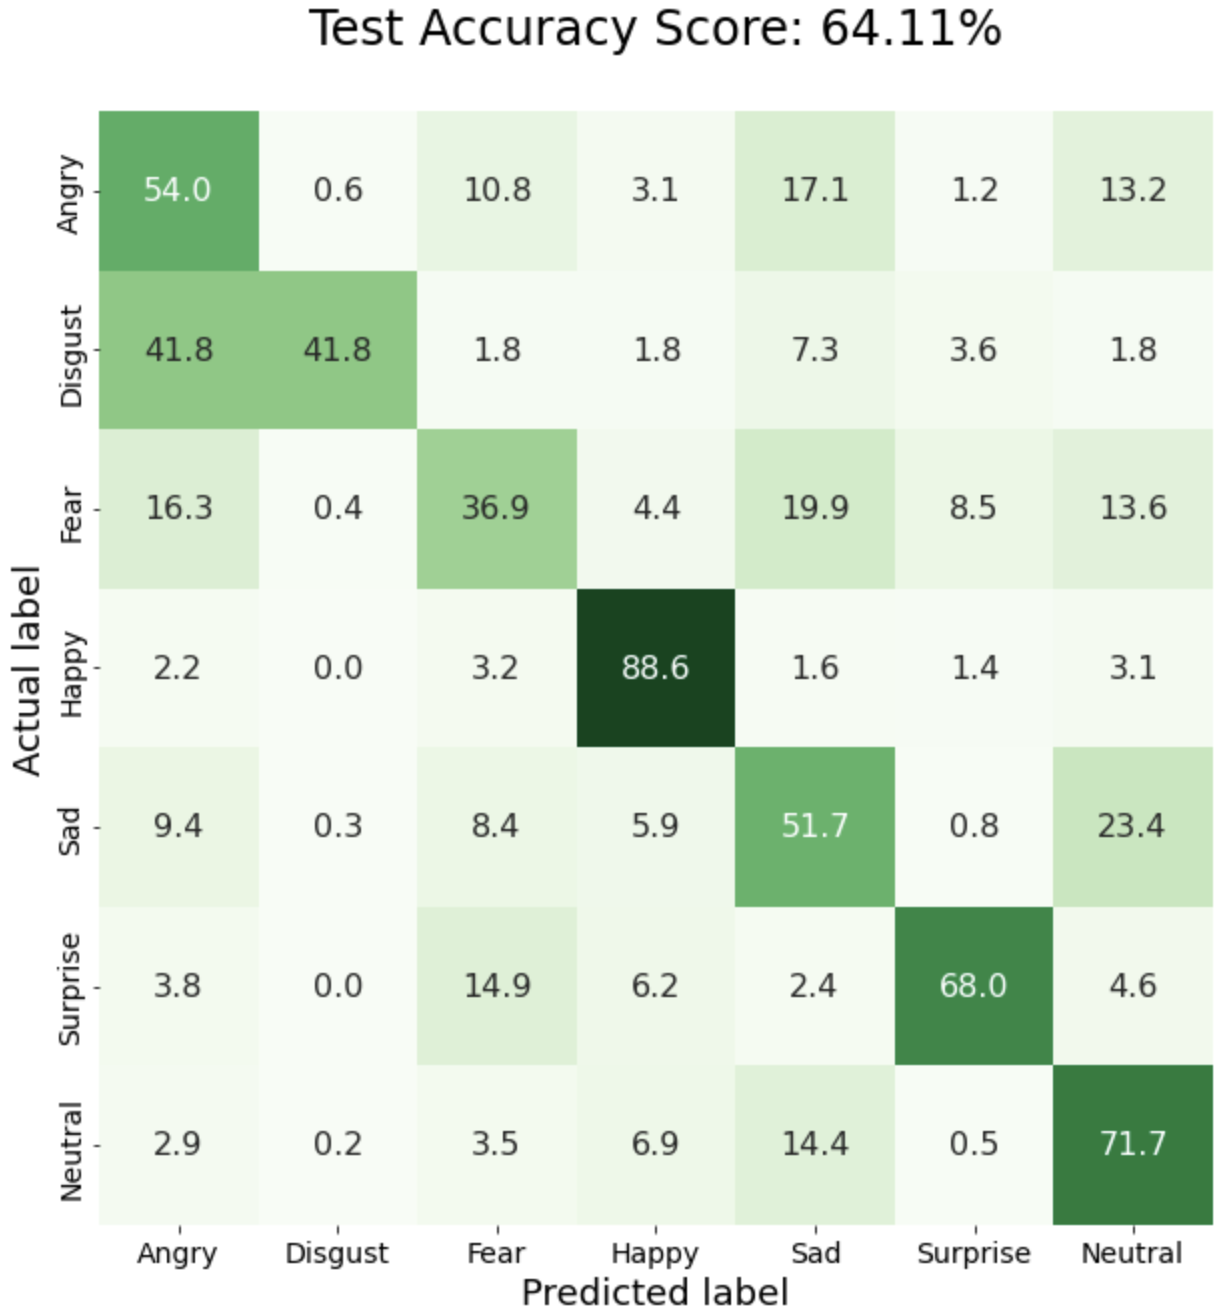 Test Accuracy Score: 64.11%
Actual label
Angry 54.0 0.6 10.8 3.1 17.1 1.2 13.2
Disgust 41.8 41.8 1.8 1.8 7.3 3.6 1.8
Fear 16.3 0.4 36.9 4.4 19.9 8.5 13.6
Happy 2.2 0.0 3.2 88.6 1.6 1.4 3.1
Sad 9.4 0.3 8.4 5.9 51.7 0.8 23.4
Surprise 3.8 0.0 14.9 6.2 2.4 68.0 4.6
Neutral 2.9 0.2 3.5 6.9 14.4 0.5 71.7
Angry Disgust Fear Happy Sad Surprise Neutral
Predicted label